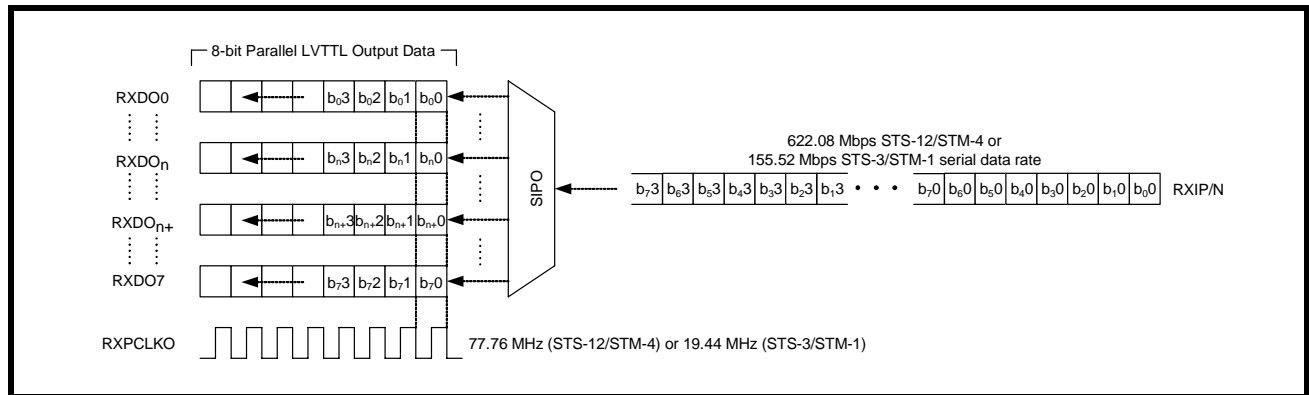 8-bit Parallel LVTTL Output Data
RXDO0
b₀3 b₀2 b₀1 b₀0
RXDOₙ
bₙ3 bₙ2 bₙ1 bₙ0
RXDOₙ₊
bₙ₊3 bₙ₊2 bₙ₊1 bₙ₊0
RXDO7
b₇3 b₇2 b₇1 b₇0
SIPO
622.08 Mbps STS-12/STM-4 or
155.52 Mbps STS-3/STM-1 serial data rate
b₇3 b₆3 b₅3 b₄3 b₃3 b₂3 b₁3 • • • b₇0 b₆0 b₅0 b₄0 b₃0 b₂0 b₁0 b₀0 RXIP/N
RXPCLKO
77.76 MHz (STS-12/STM-4) or 19.44 MHz (STS-3/STM-1)